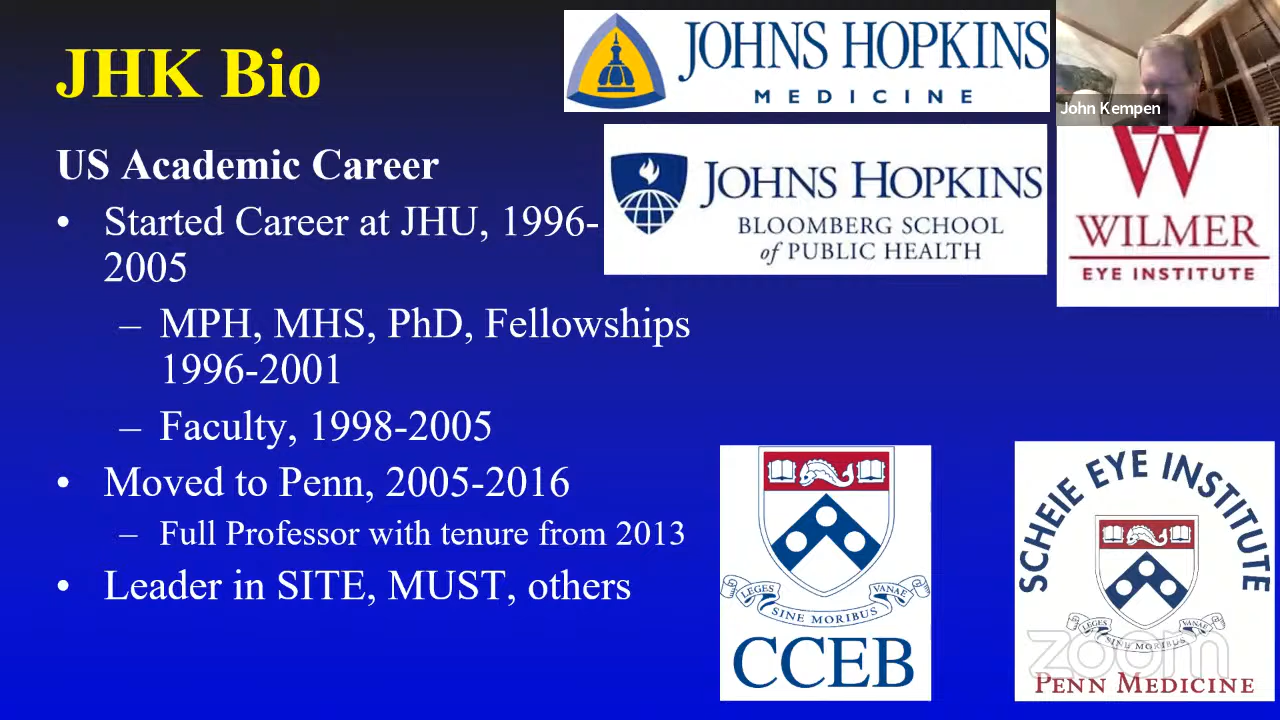 JHK Bio
JOHNS HOPKINS
MEDICINE
John Kempen
US Academic Career
• Started Career at JHU, 1996-
2005
– MPH, MHS, PhD, Fellowships
1996-2001
– Faculty, 1998-2005
• Moved to Penn, 2005-2016
– Full Professor with tenure from 2013
• Leader in SITE, MUST, others
JOHNS HOPKINS
BLOOMBERG SCHOOL
of PUBLIC HEALTH
W
WILMER
EYE INSTITUTE
LEGES
SINE MORIBUS
VANAE
CCEB
SCHEIE EYE INSTITUTE
LEGES
SINE MORIBUS
VANAE
zoom
PENN MEDICINE